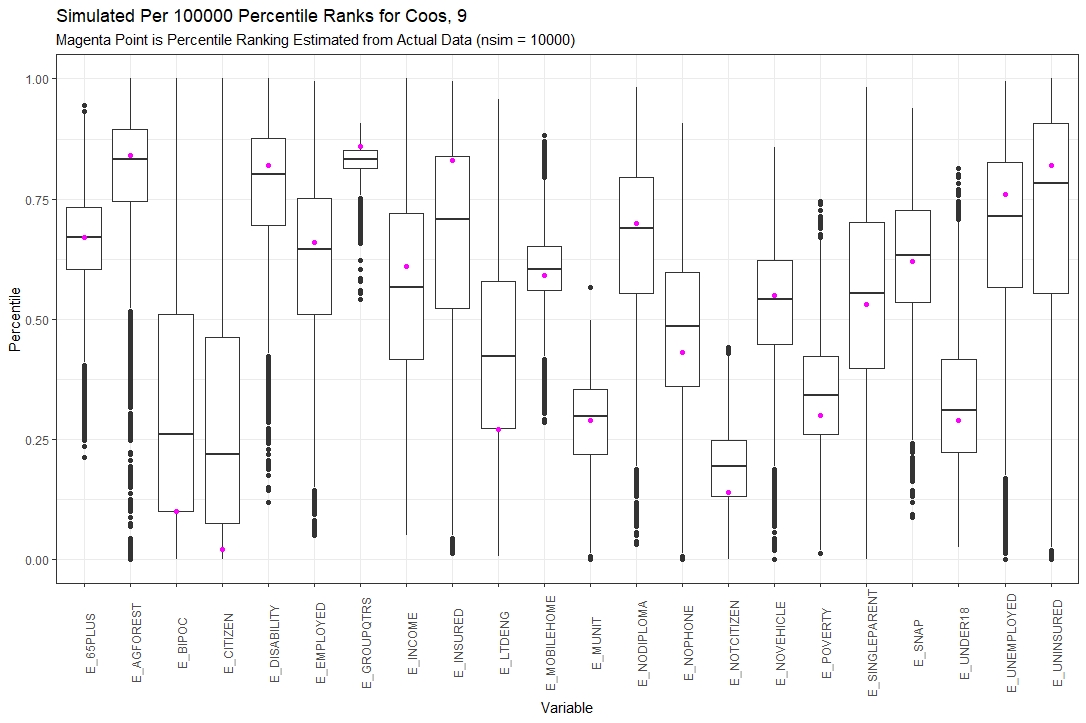 Simulated Per 100000 Percentile Ranks for Coos, 9
Magenta Point is Percentile Ranking Estimated from Actual Data (nsim = 10000)
Percentile
1.00
0.75
0.50
0.25
0.00
E_65PLUS
E_AGFOREST
E_BIPOC
E_CITIZEN
E_DISABILITY
E_EMPLOYED
E_GROUPQTRS
E_INCOME
E_INSURED
E_LTDENG
E_MOBILEHOME
E_MUNIT
E_NODIPLOMA
E_NOPHONE
E_NOTCITIZEN
E_NOVEHICLE
E_POVERTY
E_SINGLEPARENT
E_SNAP
E_UNDER18
E_UNEMPLOYED
E_UNINSURED
Variable